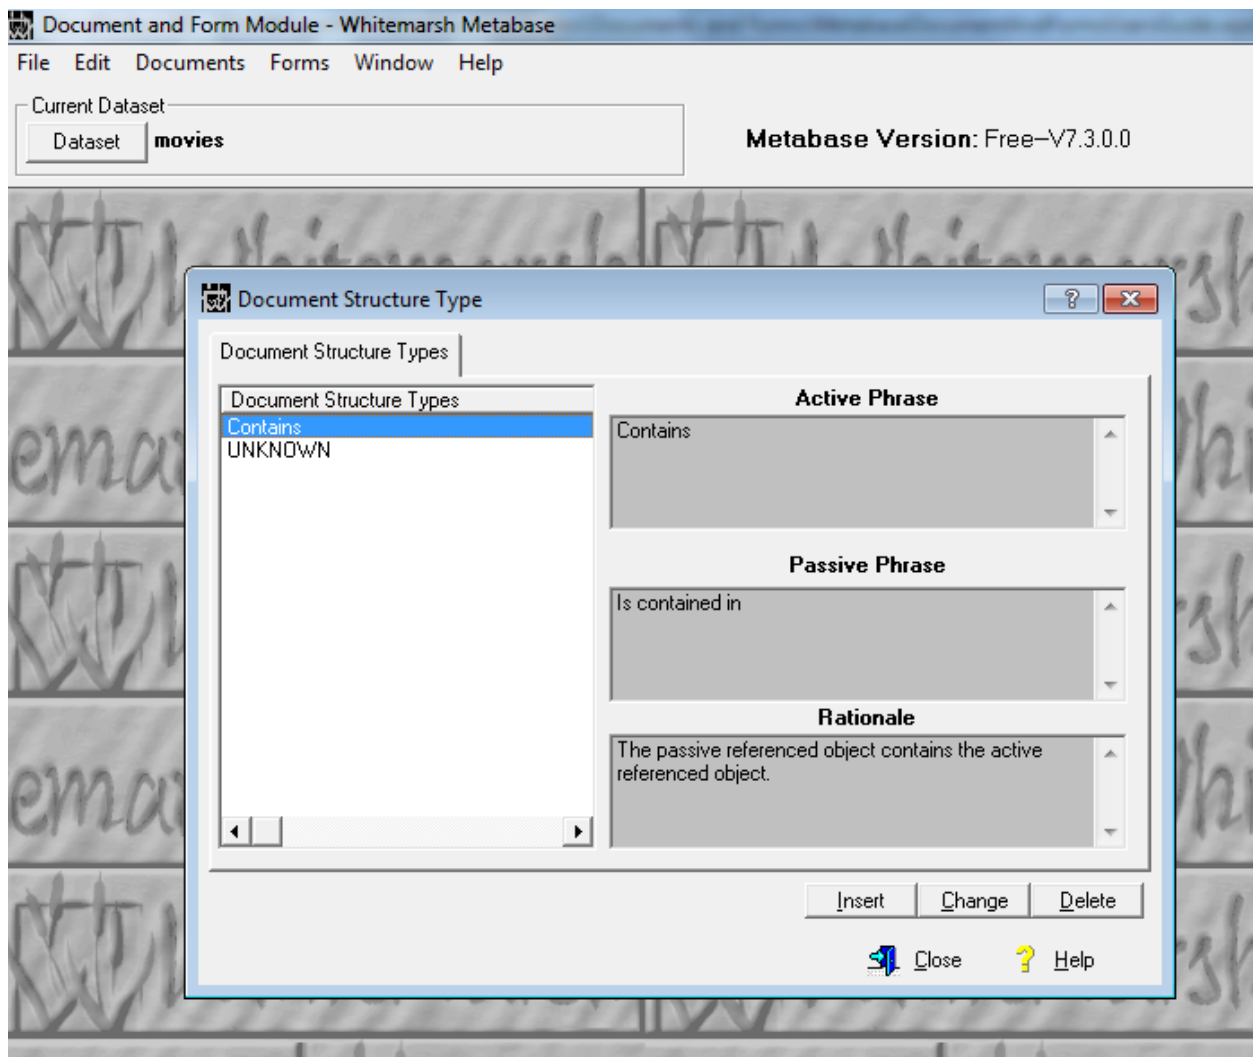 Document and Form Module - Whitemarsh Metabase
File Edit Documents Forms Window Help
Current Dataset
Dataset movies
Metabase Version: Free--V7.3.0.0
Document Structure Type
Document Structure Types
Document Structure Types
Contains
UNKNOWN
Active Phrase
Contains
Passive Phrase
Is contained in
Rationale
The passive referenced object contains the active
referenced object.
Insert Change Delete
Close Help